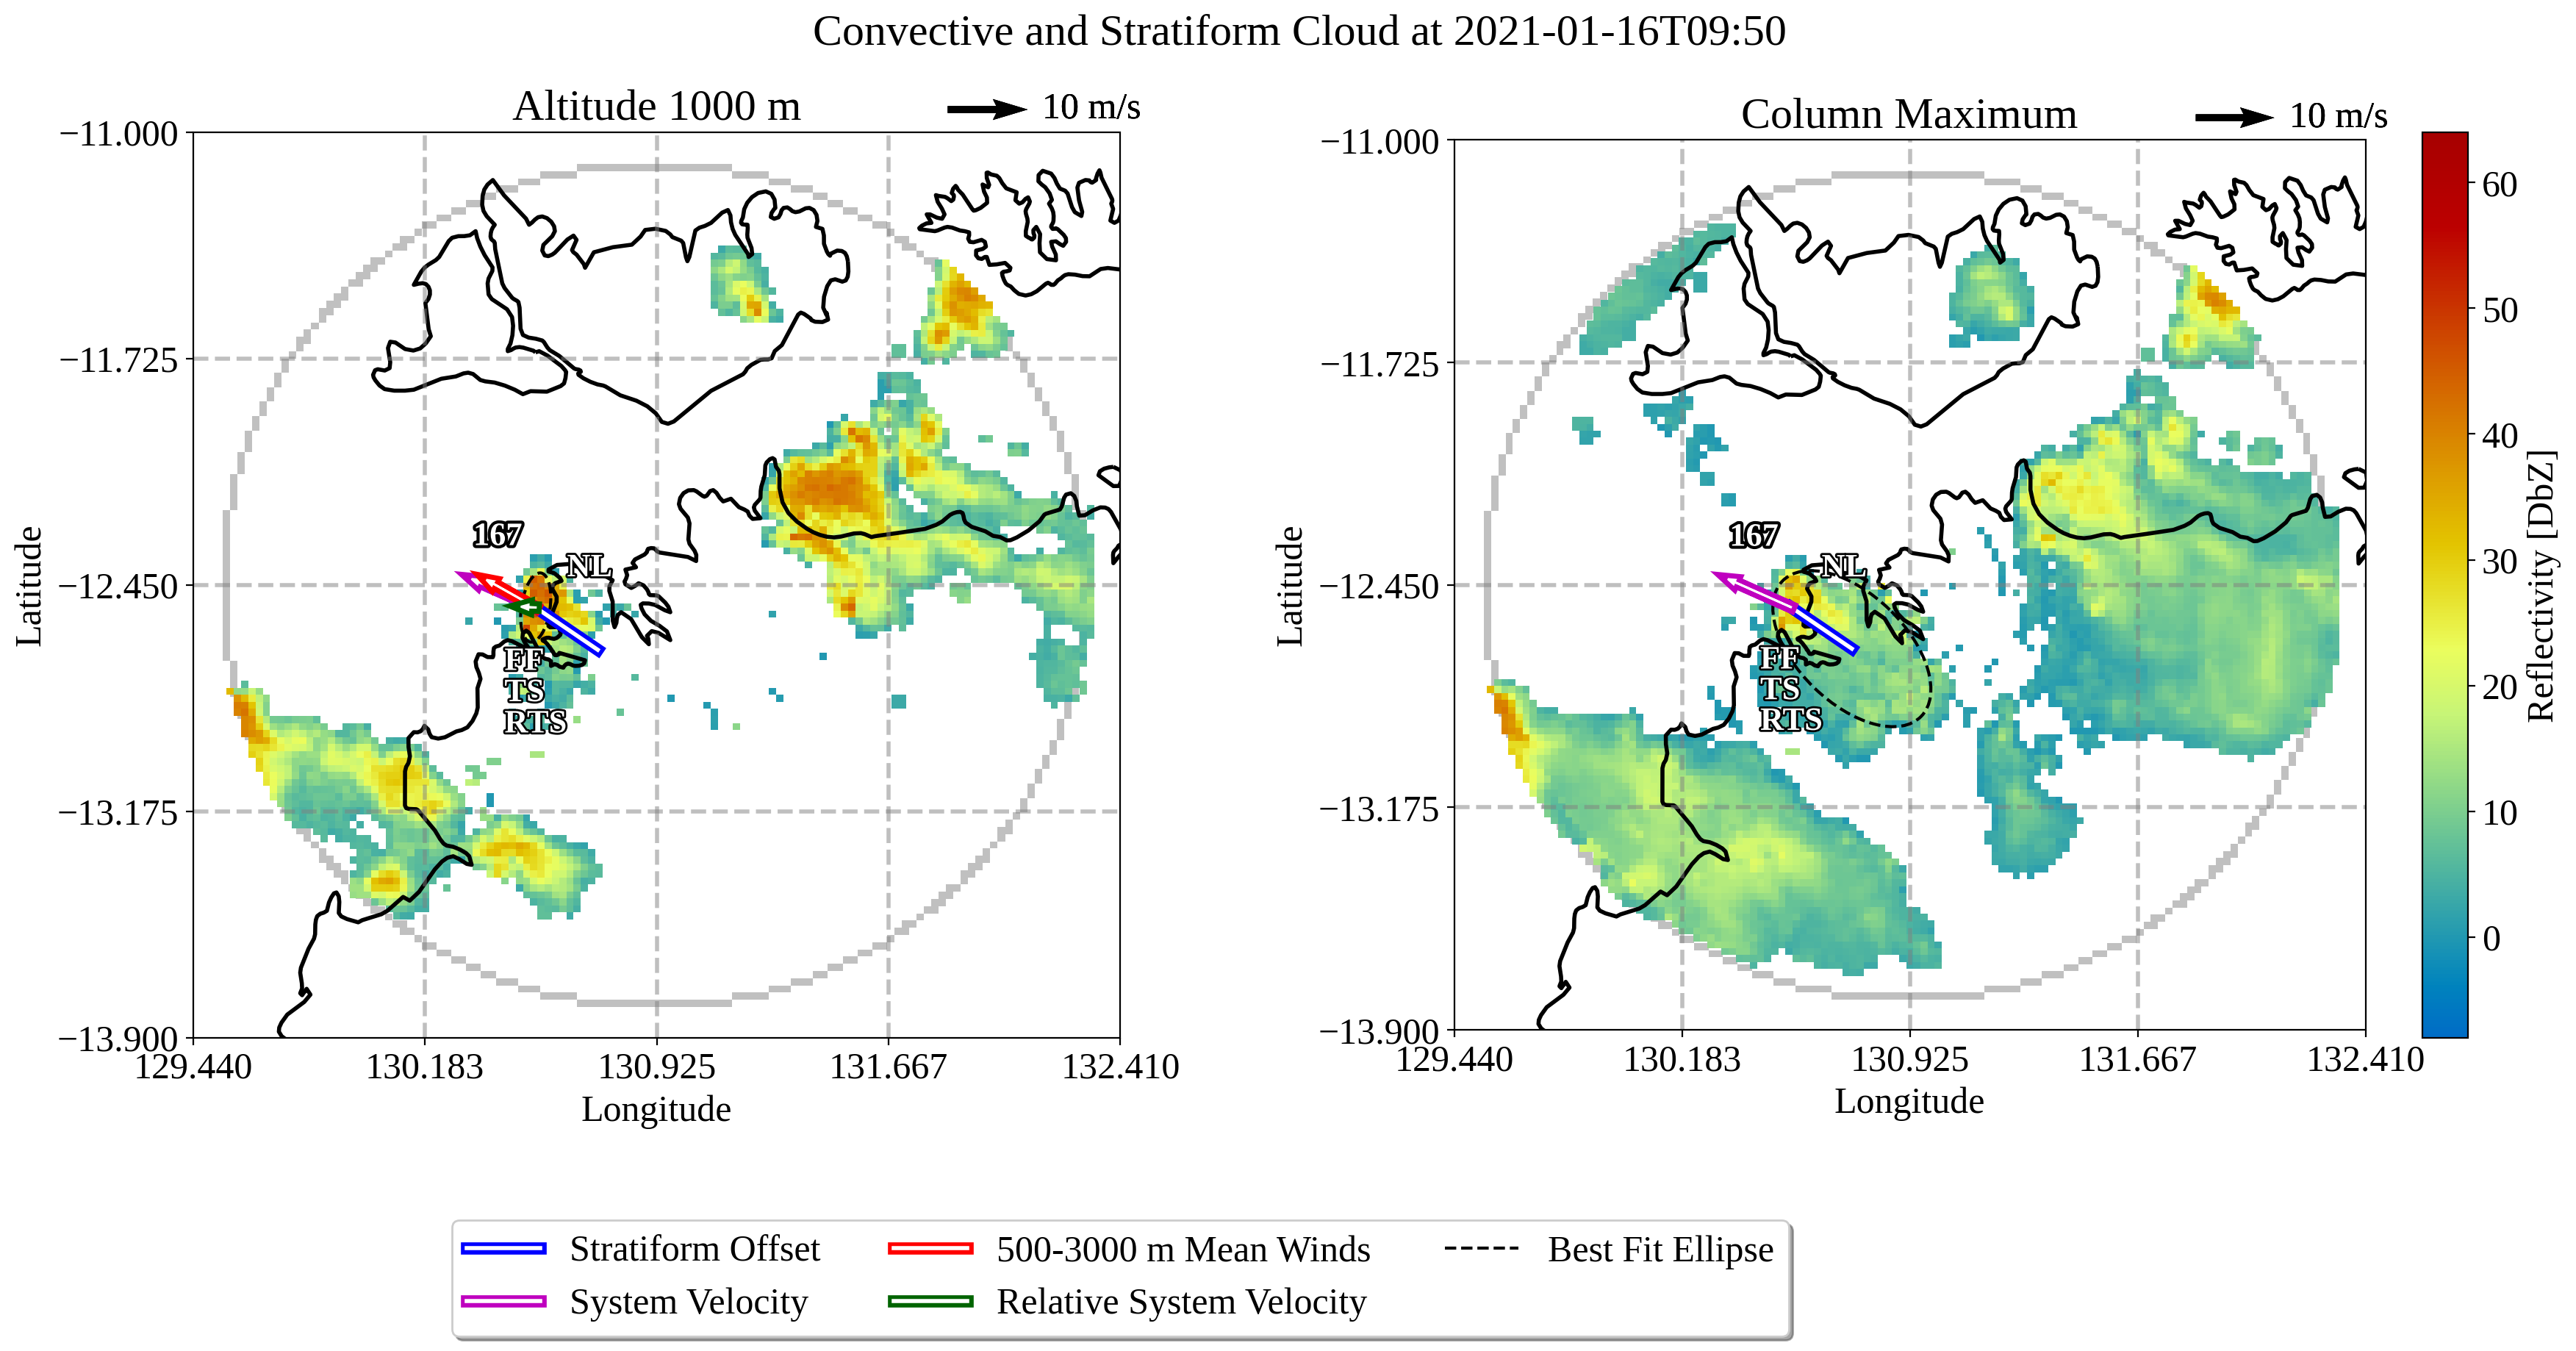 Convective and Stratiform Cloud at 2021-01-16T09:50
Altitude 1000 m
10 m/s
−11.000
−11.725
−12.450
−13.175
−13.900
129.440
130.183
130.925
131.667
132.410
Latitude
Longitude
167
NL
FF
TS
RTS
Column Maximum
10 m/s
−11.000
−11.725
−12.450
−13.175
−13.900
129.440
130.183
130.925
131.667
132.410
Latitude
Longitude
167
NL
FF
TS
RTS
60
50
40
30
20
10
0
Reflectivity [DbZ]
Stratiform Offset
System Velocity
500-3000 m Mean Winds
Relative System Velocity
Best Fit Ellipse